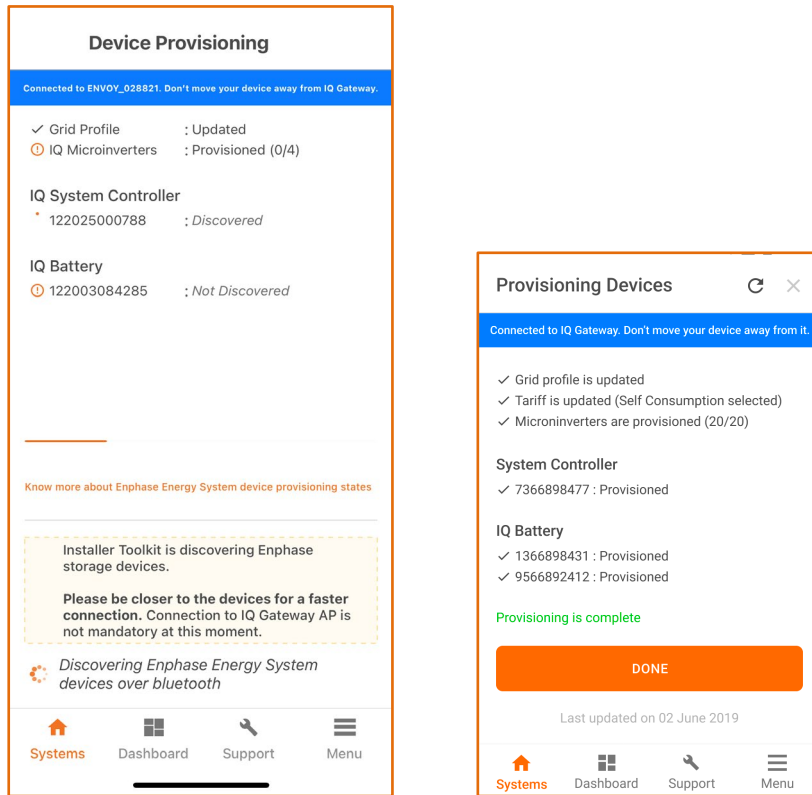 Device Provisioning
Connected to ENVOY_028821. Don't move your device away from IQ Gateway.
Grid Profile : Updated
IQ Microinverters : Provisioned (0/4)
IQ System Controller
122025000788 : Discovered
IQ Battery
122003084285 : Not Discovered
Know more about Enphase Energy System device provisioning states
Installer Toolkit is discovering Enphase
storage devices.
Please be closer to the devices for a faster
connection. Connection to IQ Gateway AP is
not mandatory at this moment.
Discovering Enphase Energy System
devices over bluetooth
Systems Dashboard Support Menu
Provisioning Devices
Connected to IQ Gateway. Don't move your device away from it.
Grid profile is updated
Tariff is updated (Self Consumption selected)
Microninverters are provisioned (20/20)
System Controller
7366898477 : Provisioned
IQ Battery
1366898431 : Provisioned
9566892412 : Provisioned
Provisioning is complete
DONE
Last updated on 02 June 2019
Systems Dashboard Support Menu